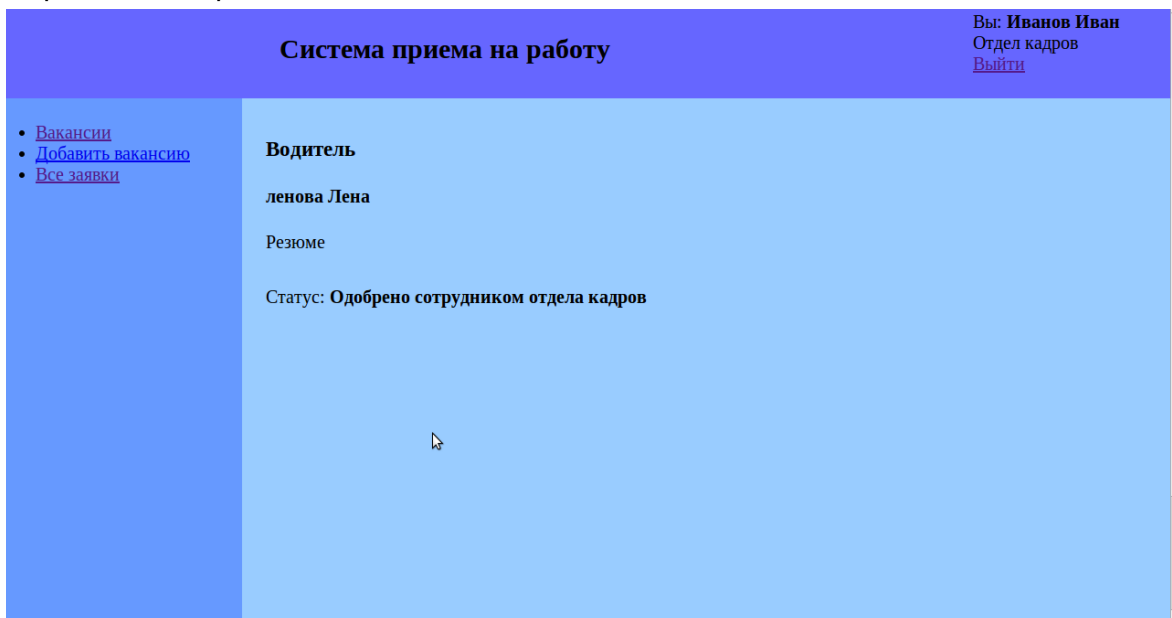 Система приема на работу
Вы: Иванов Иван
Отдел кадров
Выйти
Вакансии
Добавить вакансию
Все заявки
Водитель
ленова Лена
Резюме
Статус: Одобрено сотрудником отдела кадров